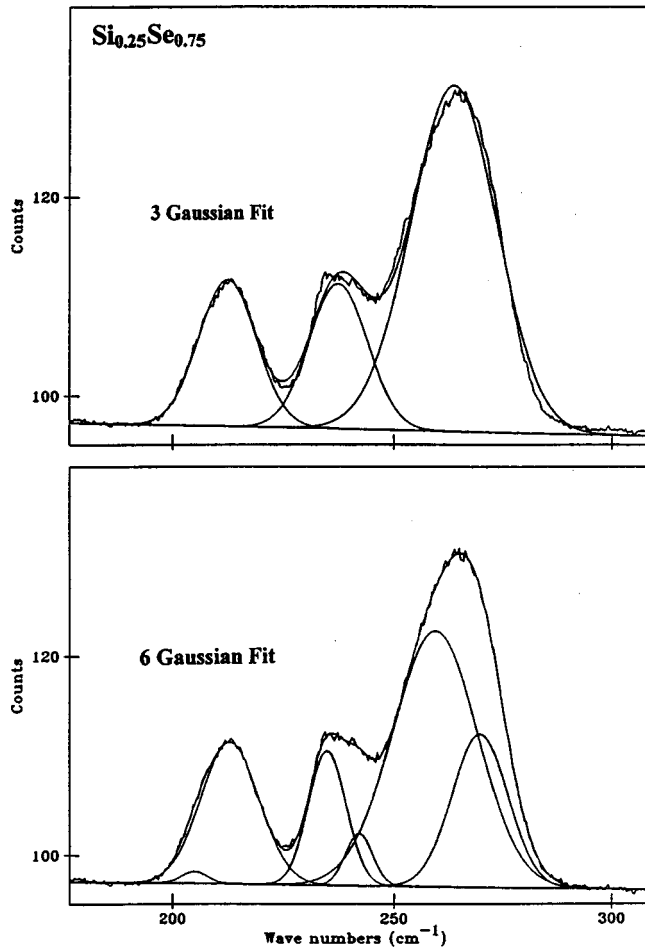 Si₀.₂₅Se₀.₇₅
3 Gaussian Fit
Counts
120
100
6 Gaussian Fit
Counts
120
100
200
250
300
Wave numbers (cm⁻¹)